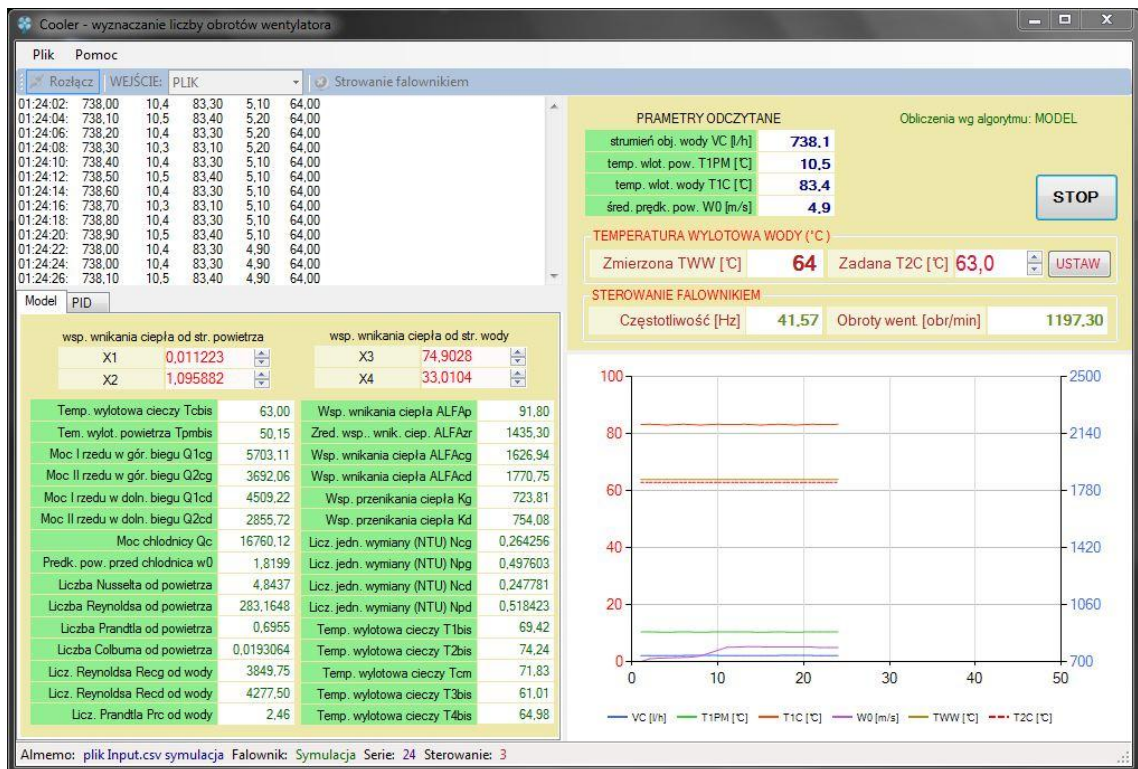 Cooler - wyznaczanie liczby obrotów wentylatora
Plik Pomoc
Rozłącz WEJŚCIE: PLIK Strowanie falownikiem
01:24:02: 738,00 10,4 83,30 5,10 64,00
01:24:04: 738,10 10,5 83,40 5,20 64,00
01:24:06: 738,20 10,4 83,30 5,20 64,00
01:24:08: 738,30 10,3 83,10 5,20 64,00
01:24:10: 738,40 10,4 83,30 5,10 64,00
01:24:12: 738,50 10,5 83,40 5,10 64,00
01:24:14: 738,60 10,4 83,30 5,10 64,00
01:24:16: 738,70 10,3 83,10 5,10 64,00
01:24:18: 738,80 10,4 83,30 5,10 64,00
01:24:20: 738,90 10,5 83,40 5,10 64,00
01:24:22: 738,00 10,4 83,30 4,90 64,00
01:24:24: 738,00 10,4 83,30 4,90 64,00
01:24:26: 738,10 10,5 83,40 4,90 64,00
PRAMETRY ODCZYTANE
Obliczenia wg algorytmu: MODEL
strumień obj. wody VC [l/h] 738,1
temp. wlot. pow. T1PM [℃] 10,5
temp. wlot. wody T1C [℃] 83,4
śred. prędk. pow. W0 [m/s] 4,9
STOP
TEMPERATURA WYLOTOWA WODY (°C )
Zmierzona TWW [℃] 64 Zadana T2C [℃] 63,0 USTAW
STEROWANIE FALOWNIKIEM
Częstotliwość [Hz] 41,57 Obroty went. [obr/min] 1197,30
Model PID
wsp. wnikania ciepła od str. powietrza
X1 0,011223
X2 1,095882
wsp. wnikania ciepła od str. wody
X3 74,9028
X4 33,0104
Temp. wylotowa cieczy Tcbis 63,00
Tem. wylot. powietrza Tpmbis 50,15
Moc I rzedu w gór. biegu Q1cg 5703,11
Moc II rzedu w gór. biegu Q2cg 3692,06
Moc I rzedu w doln. biegu Q1cd 4509,22
Moc II rzedu w doln. biegu Q2cd 2855,72
Moc chlodnicy Qc 16760,12
Predk. pow. przed chlodnica w0 1,8199
Liczba Nusselta od powietrza 4,8437
Liczba Reynoldsa od powietrza 283,1648
Liczba Prandtla od powietrza 0,6955
Liczba Colburna od powietrza 0,0193064
Licz. Reynoldsa Recg od wody 3849,75
Licz. Reynoldsa Recd od wody 4277,50
Licz. Prandtla Prc od wody 2,46
Wsp. wnikania ciepła ALFAp 91,80
Zred. wsp.. wnik. ciep. ALFAzr 1435,30
Wsp. wnikania ciepła ALFAcg 1626,94
Wsp. wnikania ciepła ALFAcd 1770,75
Wsp. przenikania ciepła Kg 723,81
Wsp. przenikania ciepła Kd 754,08
Licz. jedn. wymiany (NTU) Ncg 0,264256
Licz. jedn. wymiany (NTU) Npg 0,497603
Licz. jedn. wymiany (NTU) Ncd 0,247781
Licz. jedn. wymiany (NTU) Npd 0,518423
Temp. wylotowa cieczy T1bis 69,42
Temp. wylotowa cieczy T2bis 74,24
Temp. wylotowa cieczy Tcm 71,83
Temp. wylotowa cieczy T3bis 61,01
Temp. wylotowa cieczy T4bis 64,98
100 2500
80 2140
60 1780
40 1420
20 1060
0 700
0 10 20 30 40 50
VC [l/h] T1PM [℃] T1C [℃] W0 [m/s] TWW [℃] T2C [℃]
Almemo: plik Input.csv symulacja Falownik: Symulacja Serie: 24 Sterowanie: 3